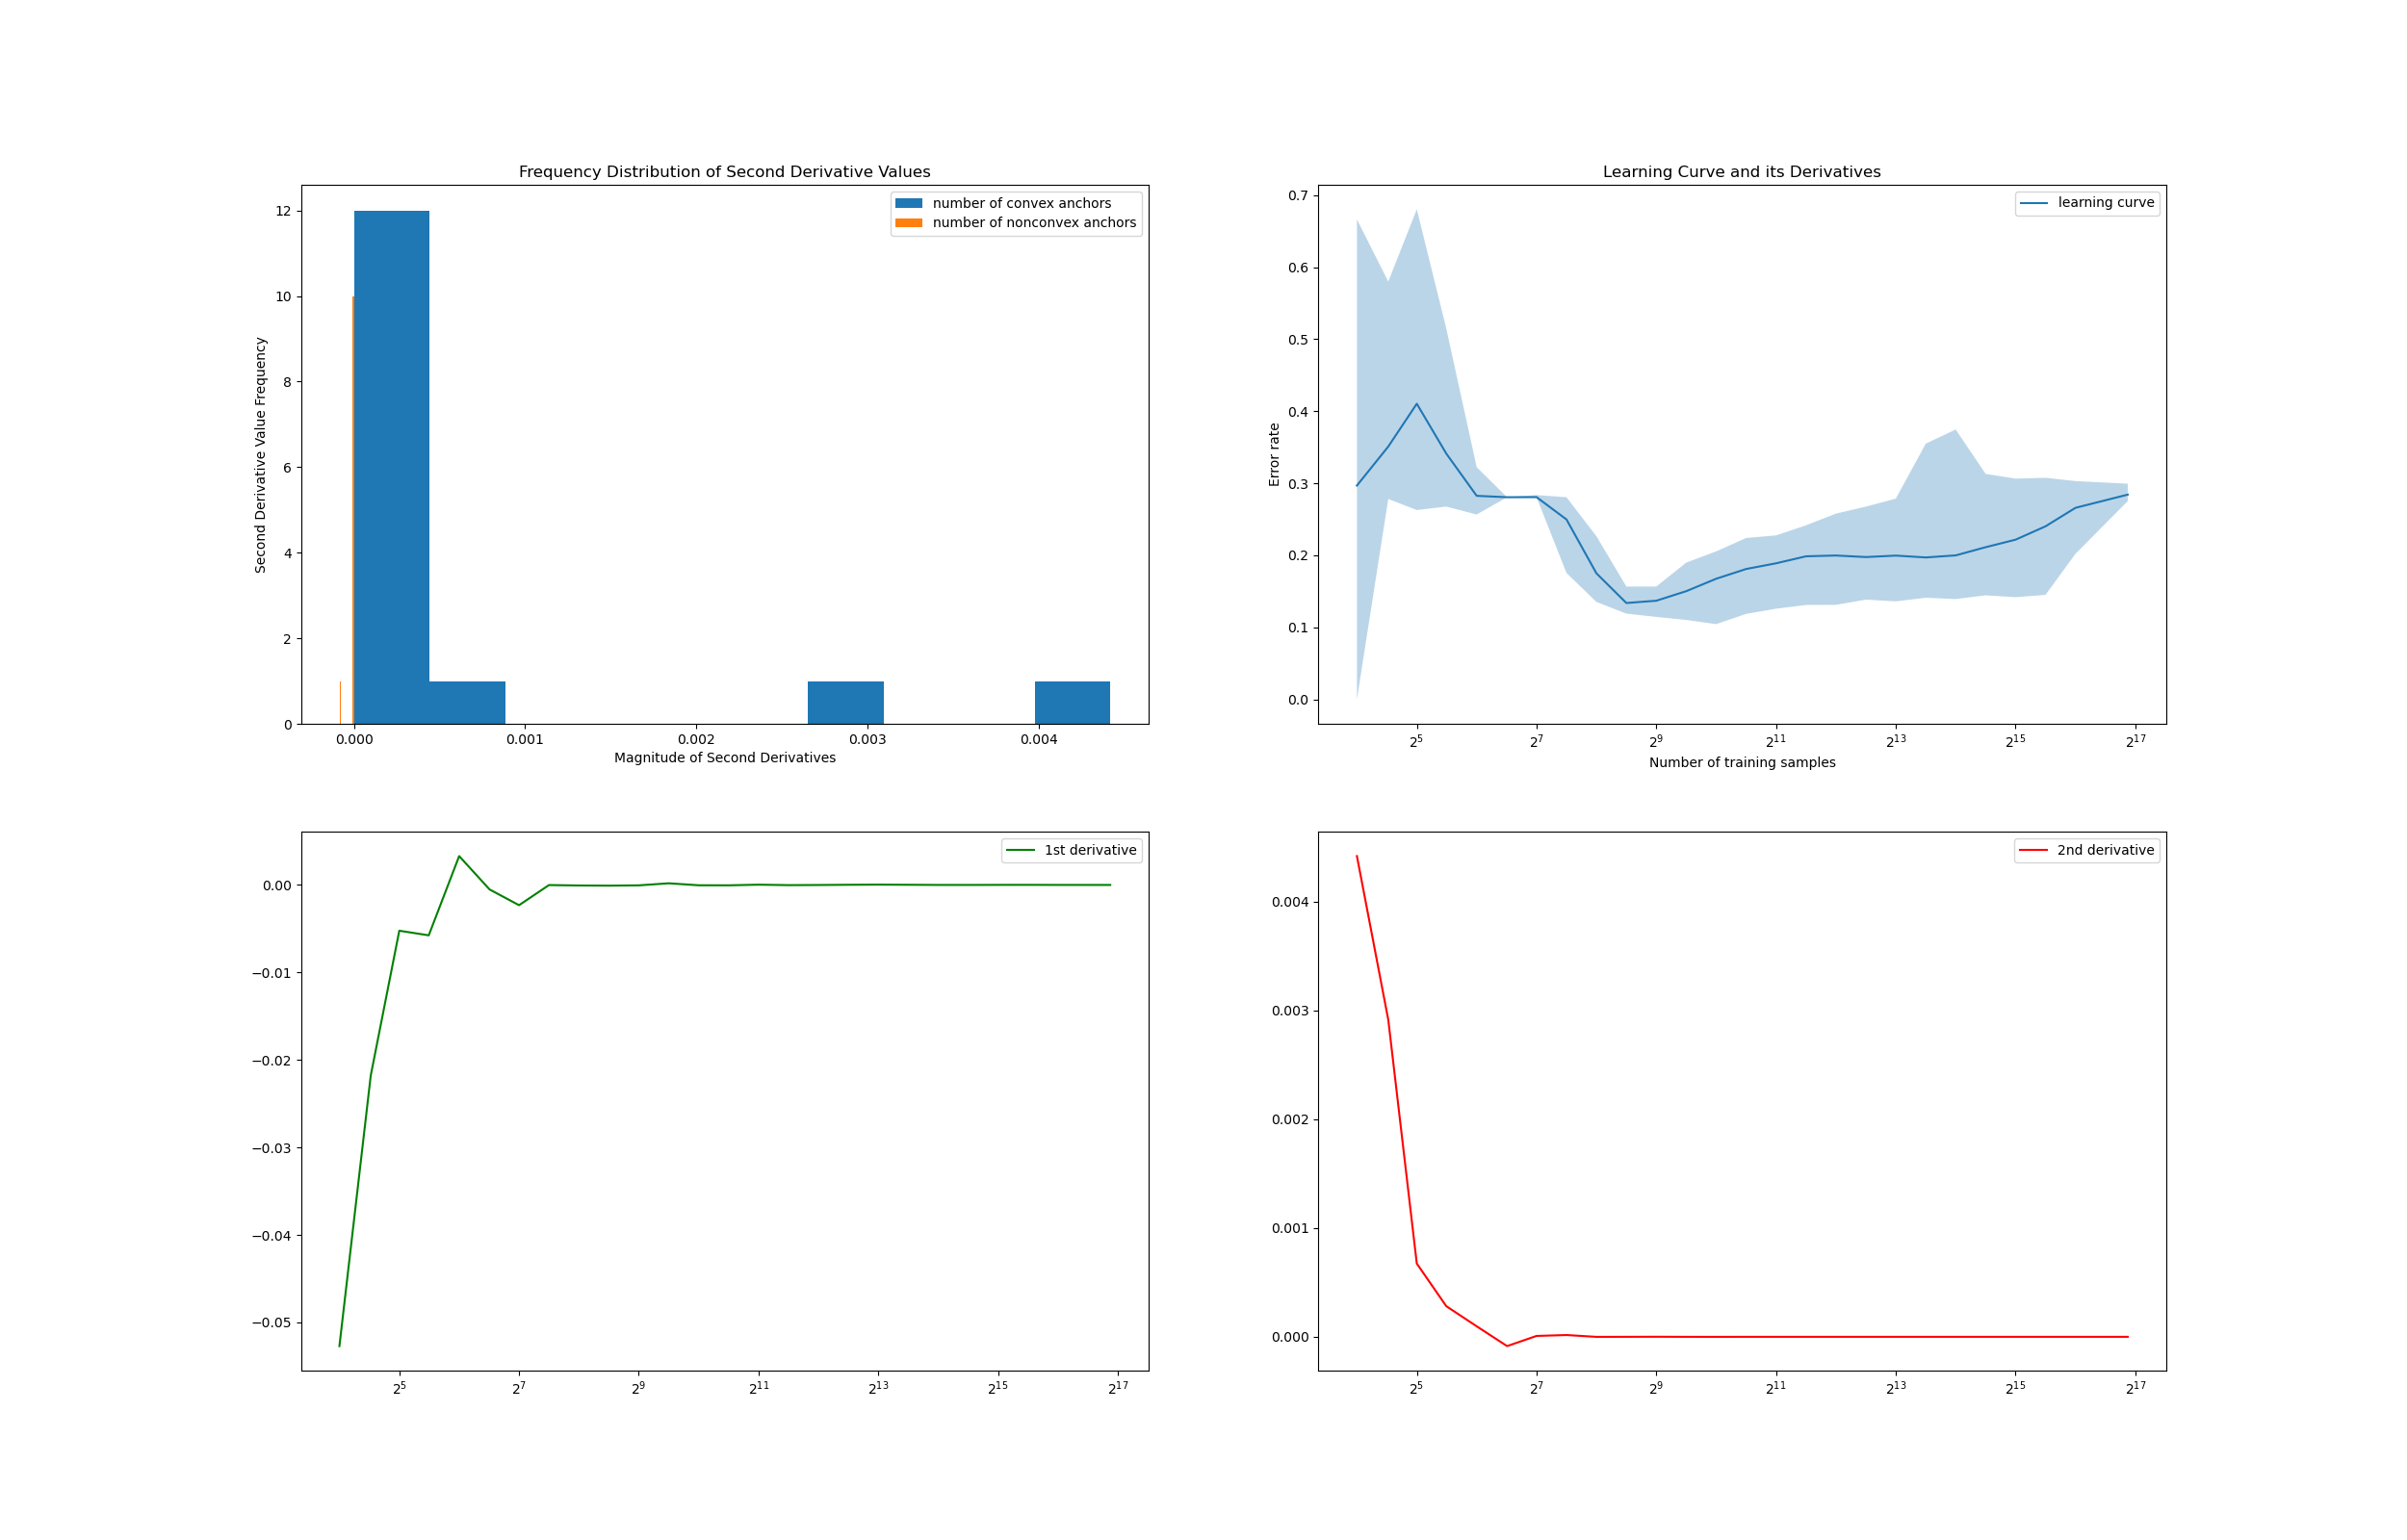 Frequency Distribution of Second Derivative Values
number of convex anchors
number of nonconvex anchors
12
10
8
6
4
2
0
Second Derivative Value Frequency
0.000 0.001 0.002 0.003 0.004
Magnitude of Second Derivatives
Learning Curve and its Derivatives
learning curve
0.7
0.6
0.5
0.4
0.3
0.2
0.1
0.0
Error rate
2^5 2^7 2^9 2^11 2^13 2^15 2^17
Number of training samples
1st derivative
0.00
−0.01
−0.02
−0.03
−0.04
−0.05
2^5 2^7 2^9 2^11 2^13 2^15 2^17
2nd derivative
0.004
0.003
0.002
0.001
0.000
2^5 2^7 2^9 2^11 2^13 2^15 2^17